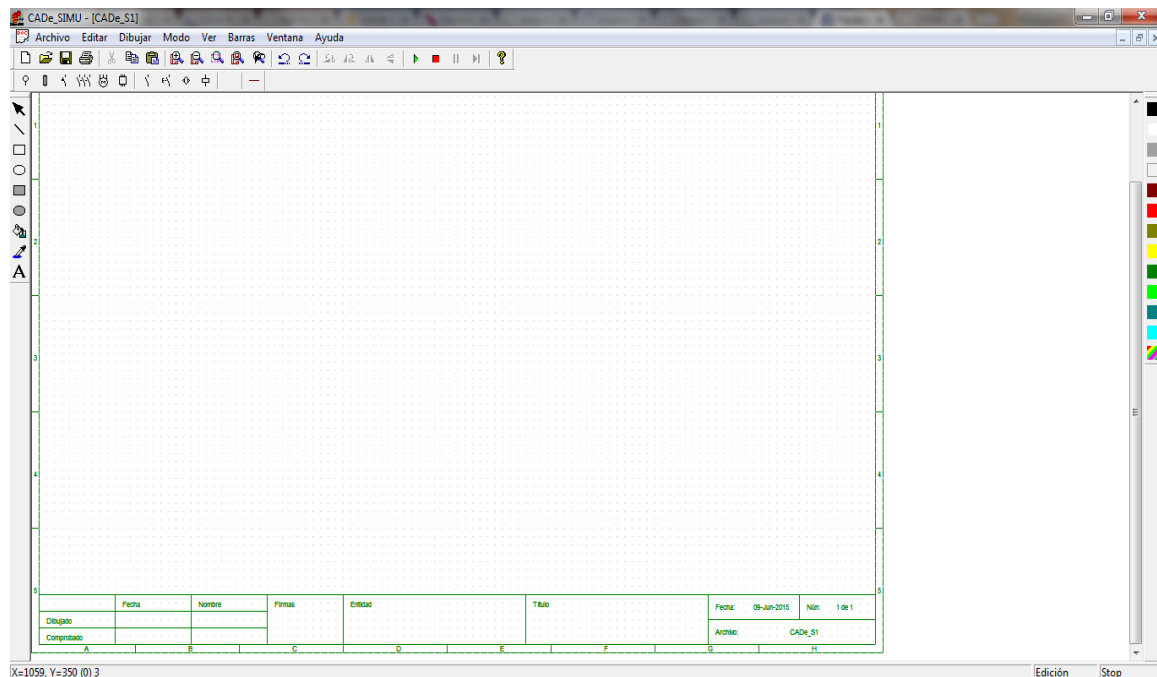 CADe_SIMU - [CADe_S1]
Archivo Editar Dibujar Modo Ver Barras Ventana Ayuda
A
1 1
2 2
3 3
4 4
5 5
Fecha Nombre Firmas Entidad Título Fecha: 09-Jun-2015 Núm: 1 de 1
Dibujado
Comprobado Archivo: CADe_S1
A B C D E F G H
X=1059, Y=350 (0) 3 Edición Stop